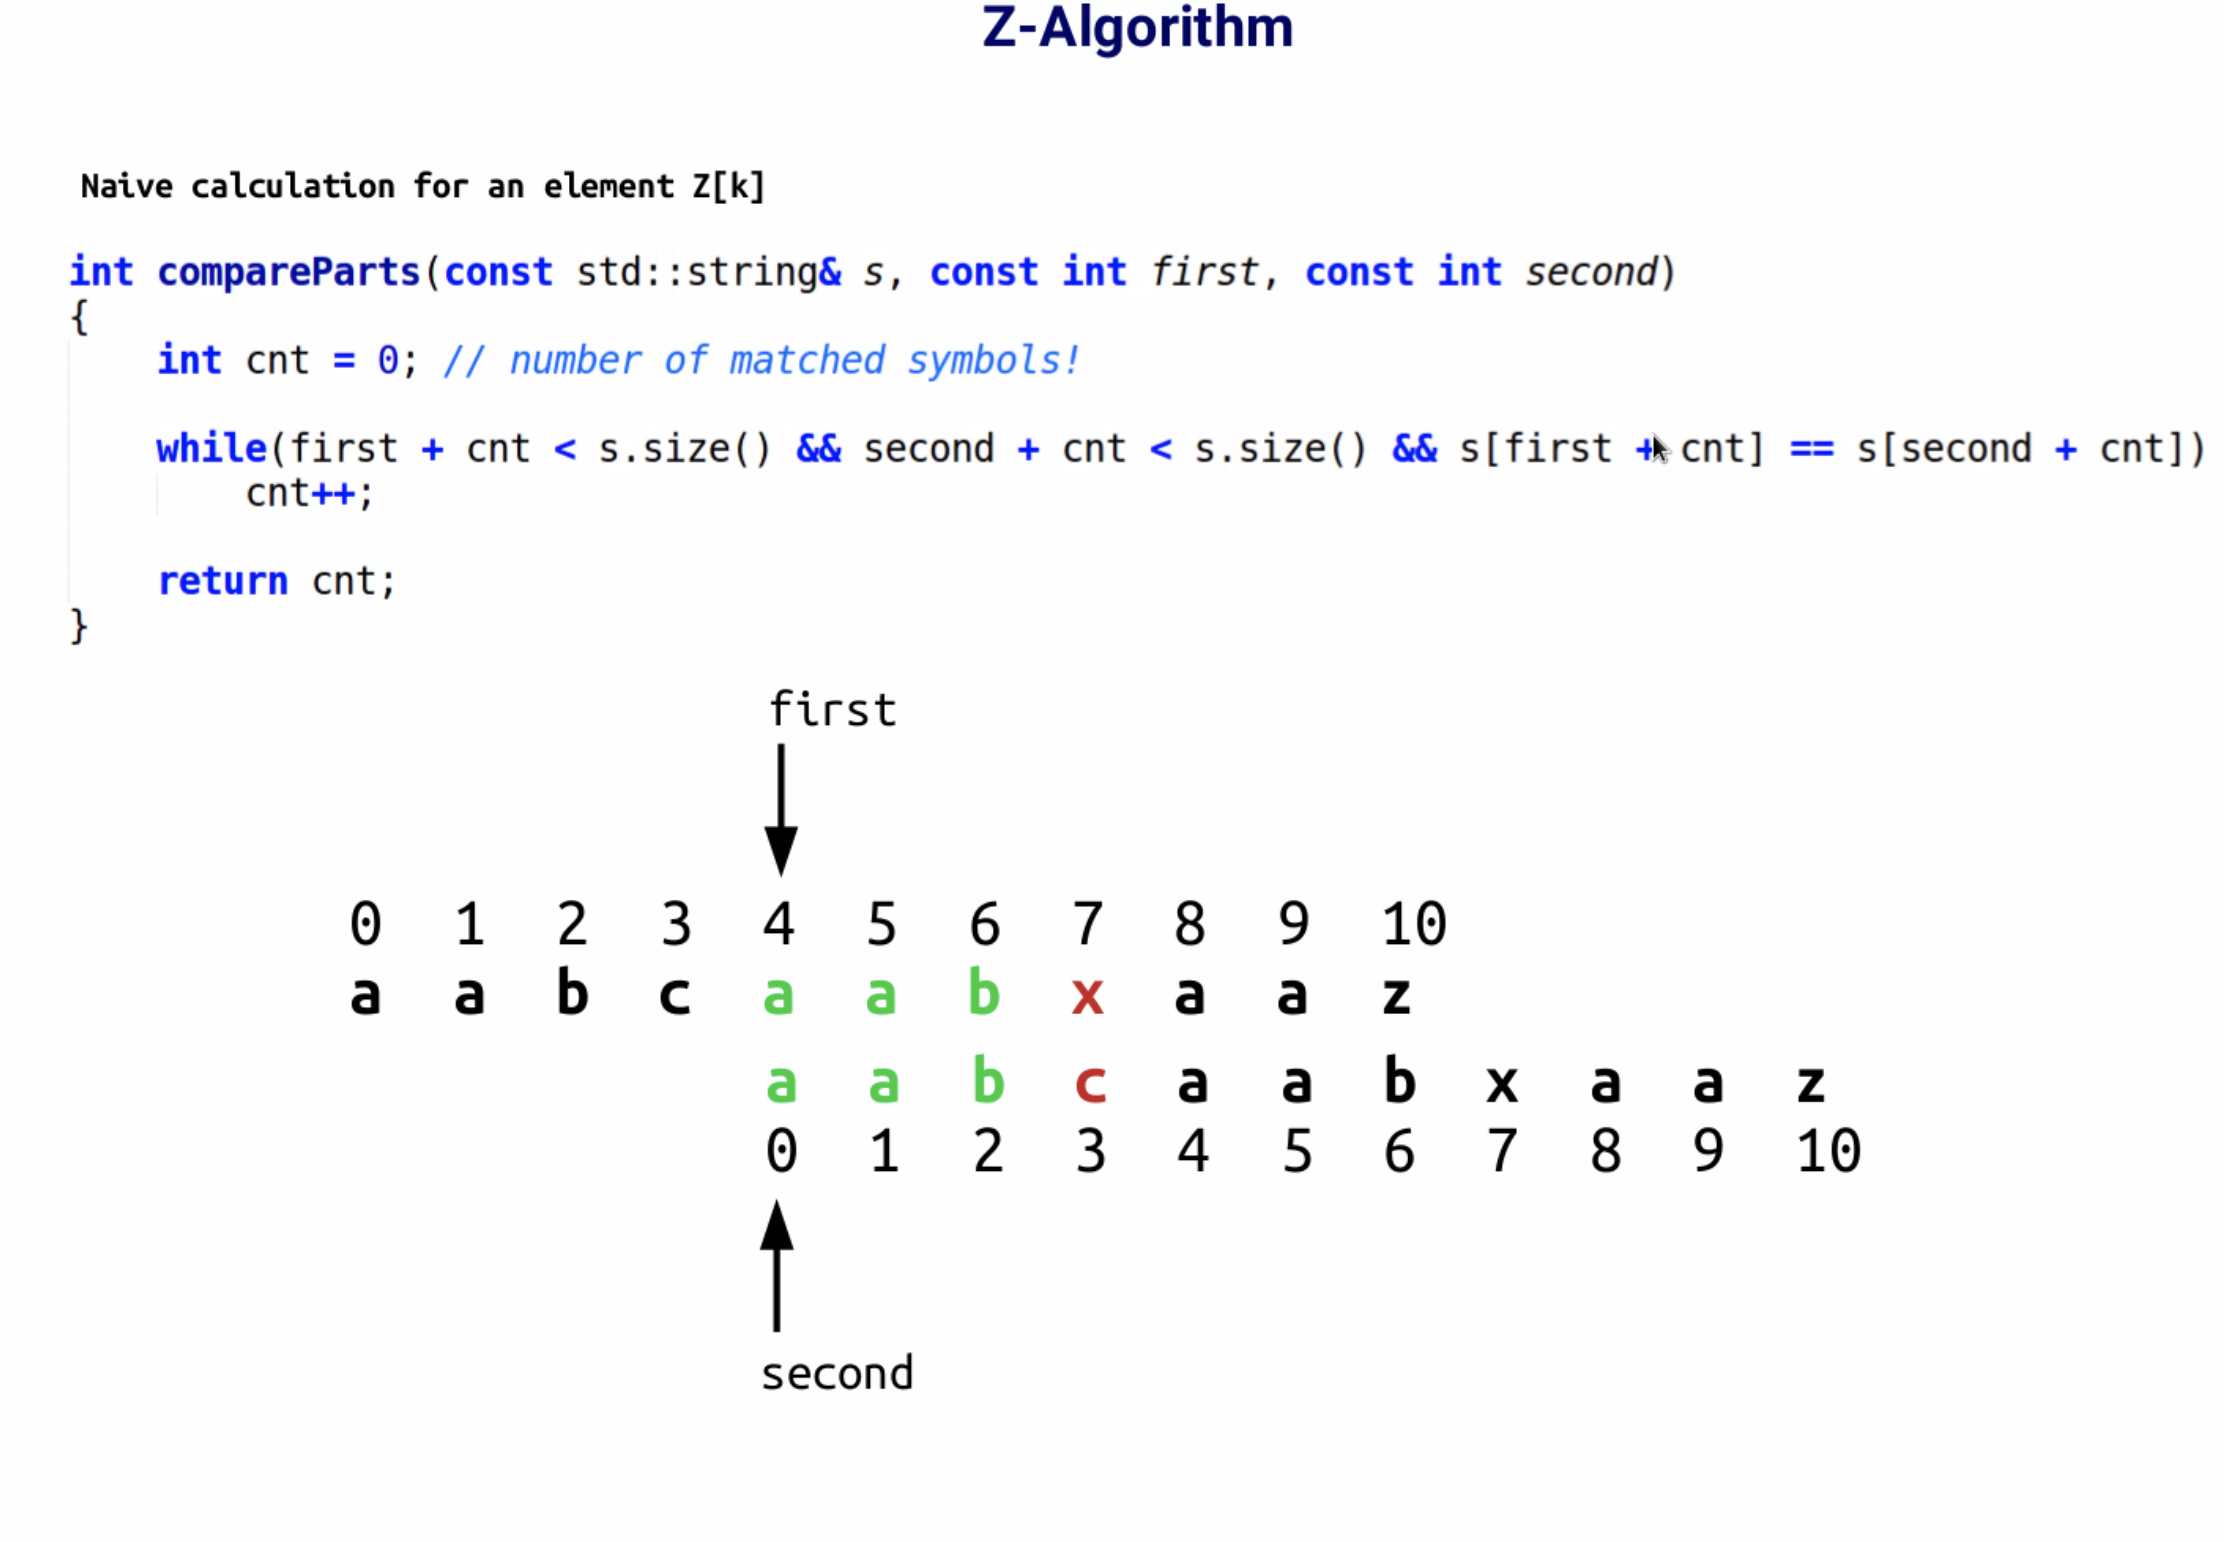 Z-Algorithm
Naive calculation for an element Z[k]
int compareParts(const std::string& s, const int first, const int second)
{
int cnt = 0; // number of matched symbols!
while(first + cnt < s.size() && second + cnt < s.size() && s[first + cnt] == s[second + cnt])
cnt++;
return cnt;
}
first
0 1 2 3 4 5 6 7 8 9 10
a a b c a a b x a a z
a a b c a a b x a a z
0 1 2 3 4 5 6 7 8 9 10
second